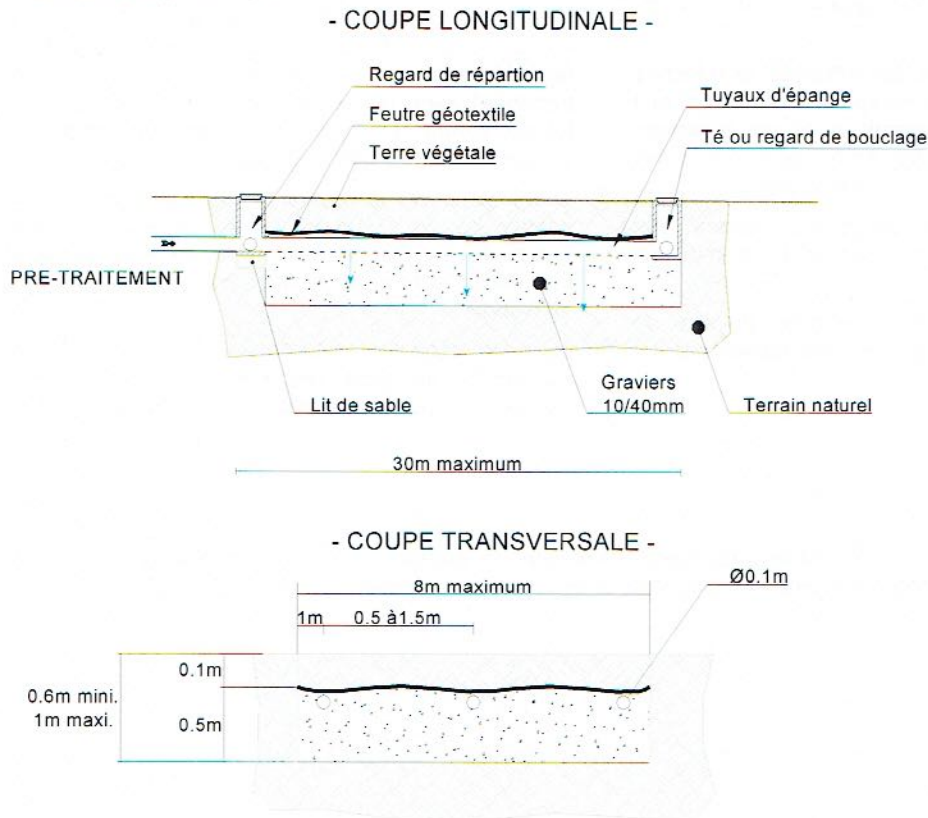 - COUPE LONGITUDINALE -
Regard de répartion
Feutre géotextile
Terre végétale
Tuyaux d'épange
Té ou regard de bouclage
PRE-TRAITEMENT
Lit de sable
Graviers
10/40mm
Terrain naturel
30m maximum
- COUPE TRANSVERSALE -
8m maximum
Ø0.1m
1m
0.5 à1.5m
0.1m
0.6m mini.
1m maxi.
0.5m